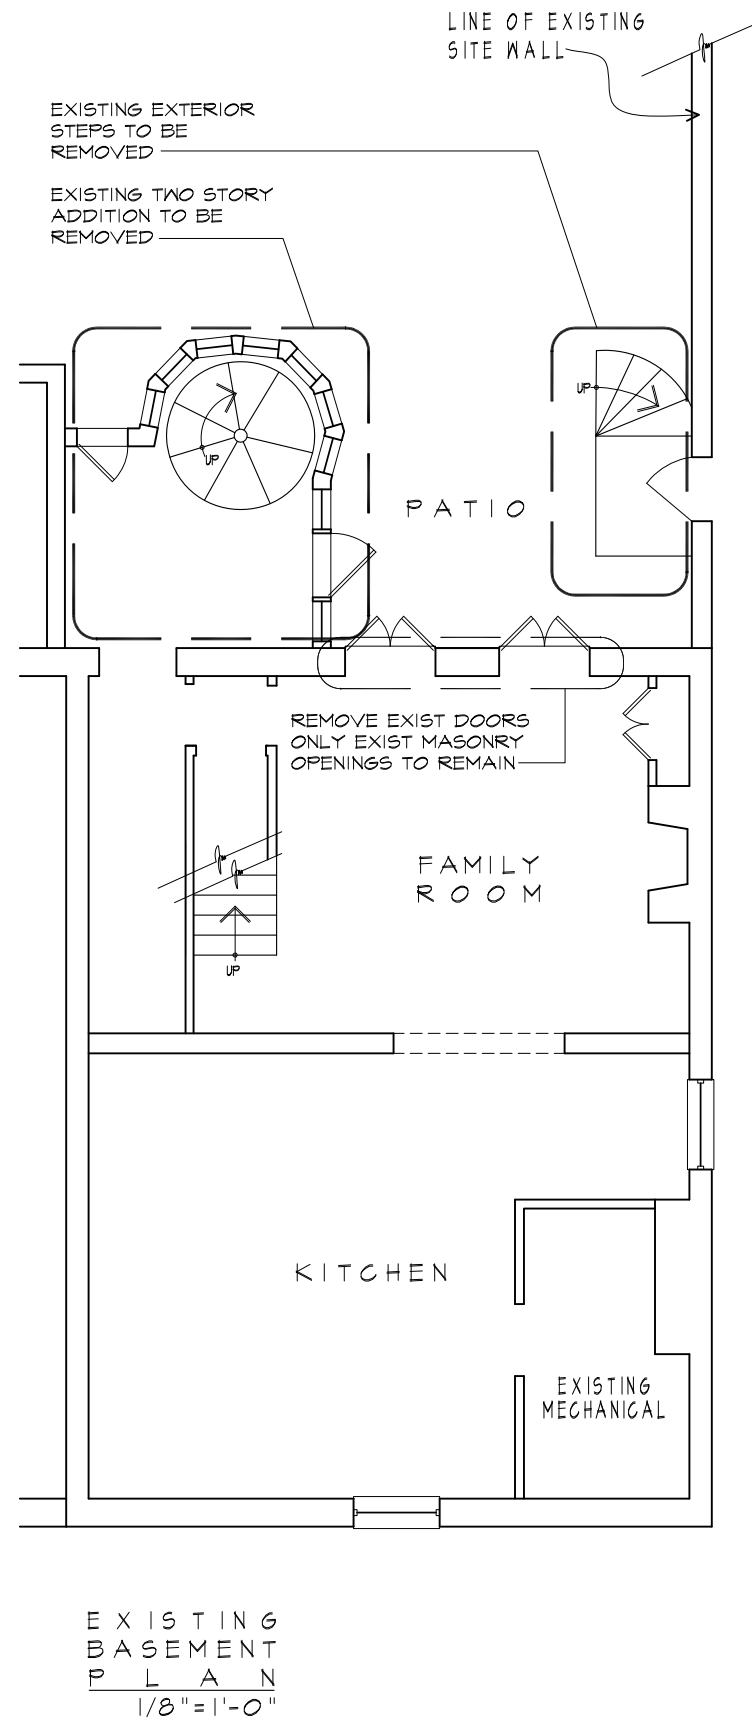 LINE OF EXISTING
SITE WALL
EXISTING EXTERIOR
STEPS TO BE
REMOVED
EXISTING TWO STORY
ADDITION TO BE
REMOVED
UP
UP
PATIO
REMOVE EXIST DOORS
ONLY EXIST MASONRY
OPENINGS TO REMAIN
FAMILY
ROOM
UP
KITCHEN
EXISTING
MECHANICAL
EXISTING
BASEMENT
PLAN
1/8"=1'-0"